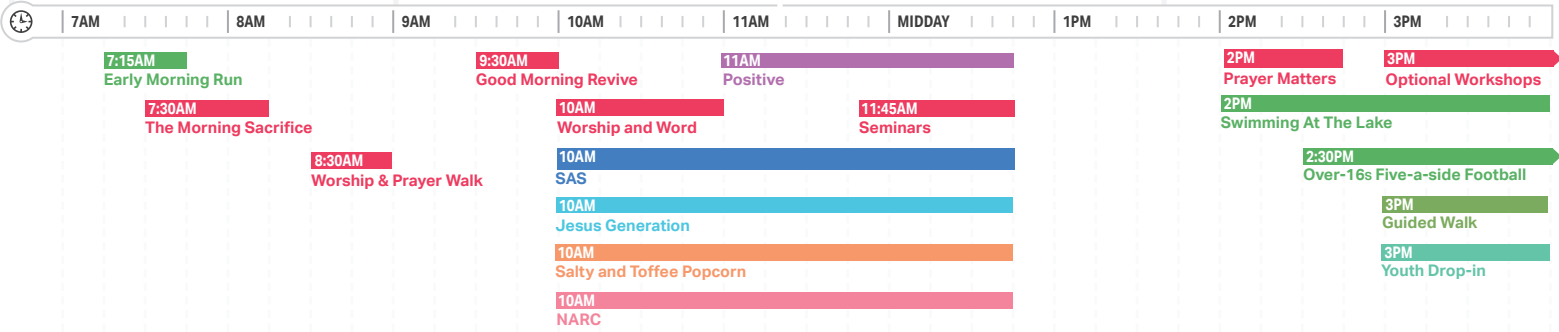 7AM 8AM 9AM 10AM 11AM MIDDAY 1PM 2PM 3PM
7:15AM
Early Morning Run
9:30AM
Good Morning Revive
11AM
Positive
2PM
Prayer Matters
3PM
Optional Workshops
7:30AM
The Morning Sacrifice
10AM
Worship and Word
11:45AM
Seminars
2PM
Swimming At The Lake
8:30AM
Worship & Prayer Walk
10AM
SAS
2:30PM
Over-16s Five-a-side Football
10AM
Jesus Generation
3PM
Guided Walk
10AM
Salty and Toffee Popcorn
3PM
Youth Drop-in
10AM
NARC